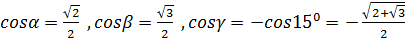 cosα = √2/2 , cosβ = √3/2 , cosγ = −cos15⁰ = −√(2+√3)/2